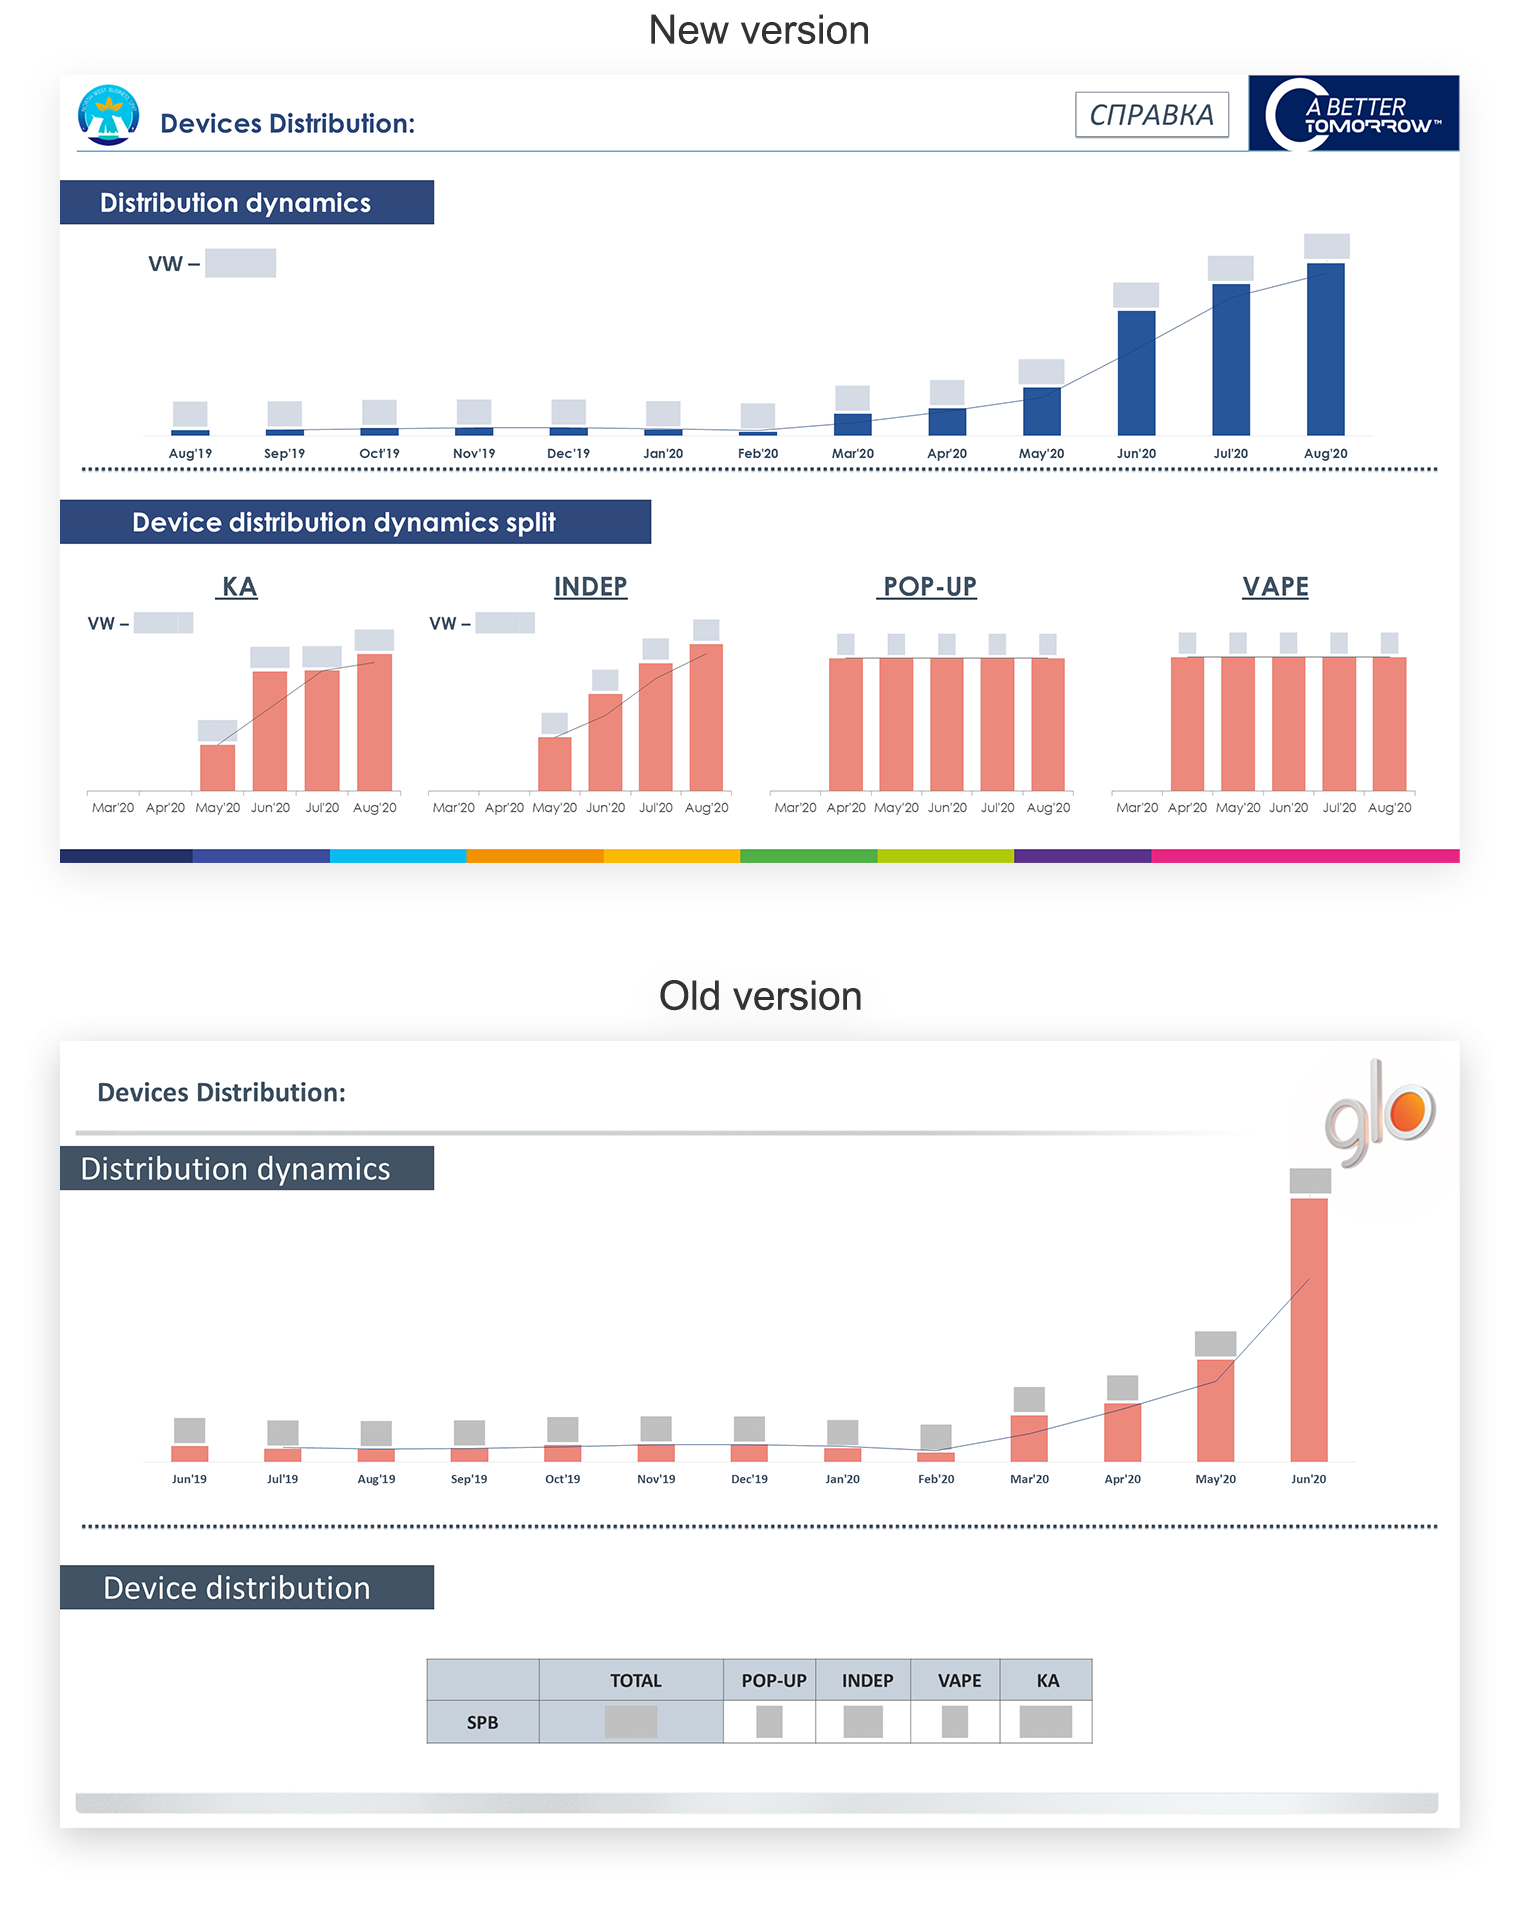 New version
NORTH-WEST BUSINESS UNIT
Devices Distribution:
СПРАВКА
A BETTER
TOMORROW™
Distribution dynamics
VW –
Aug'19 Sep'19 Oct'19 Nov'19 Dec'19 Jan'20 Feb'20 Mar'20 Apr'20 May'20 Jun'20 Jul'20 Aug'20
Device distribution dynamics split
KA INDEP POP-UP VAPE
VW – VW –
Mar'20 Apr'20 May'20 Jun'20 Jul'20 Aug'20 Mar'20 Apr'20 May'20 Jun'20 Jul'20 Aug'20 Mar'20 Apr'20 May'20 Jun'20 Jul'20 Aug'20 Mar'20 Apr'20 May'20 Jun'20 Jul'20 Aug'20
Old version
Devices Distribution:
glo
Distribution dynamics
Jun'19 Jul'19 Aug'19 Sep'19 Oct'19 Nov'19 Dec'19 Jan'20 Feb'20 Mar'20 Apr'20 May'20 Jun'20
Device distribution
TOTAL POP-UP INDEP VAPE KA
SPB